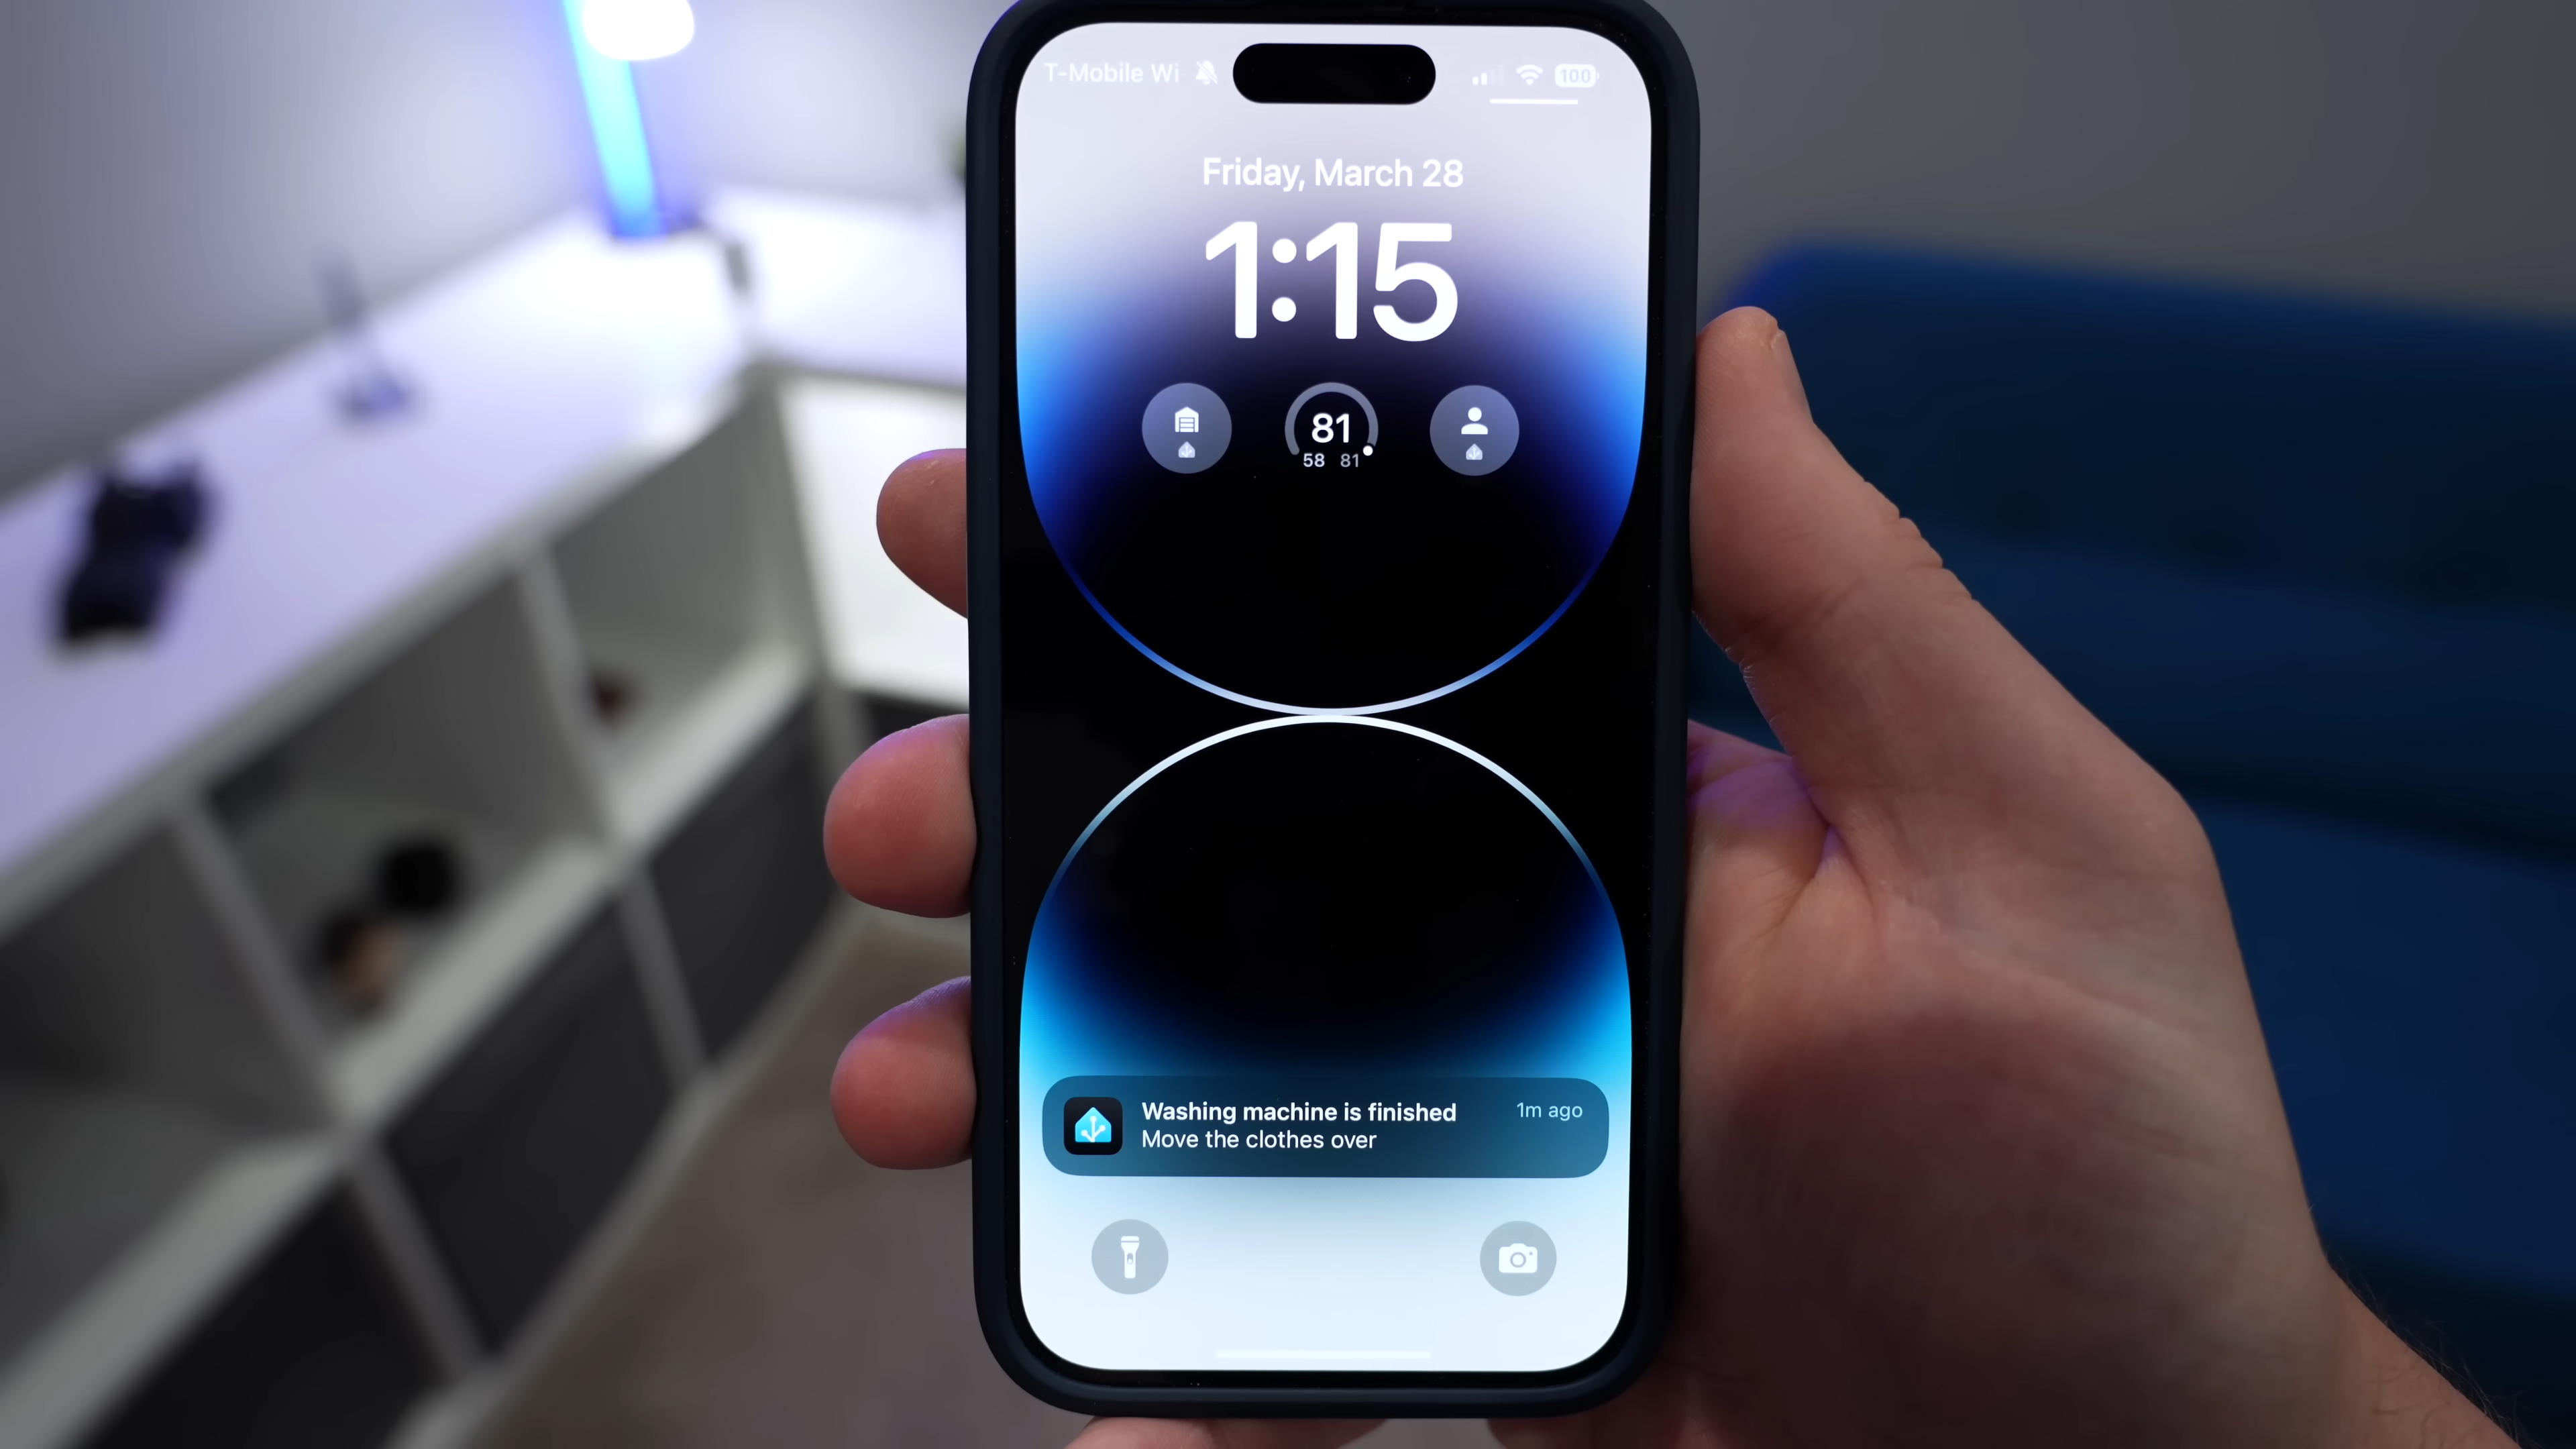 T-Mobile Wi
100
Friday, March 28
1:15
81
58 81
Washing machine is finished
1m ago
Move the clothes over